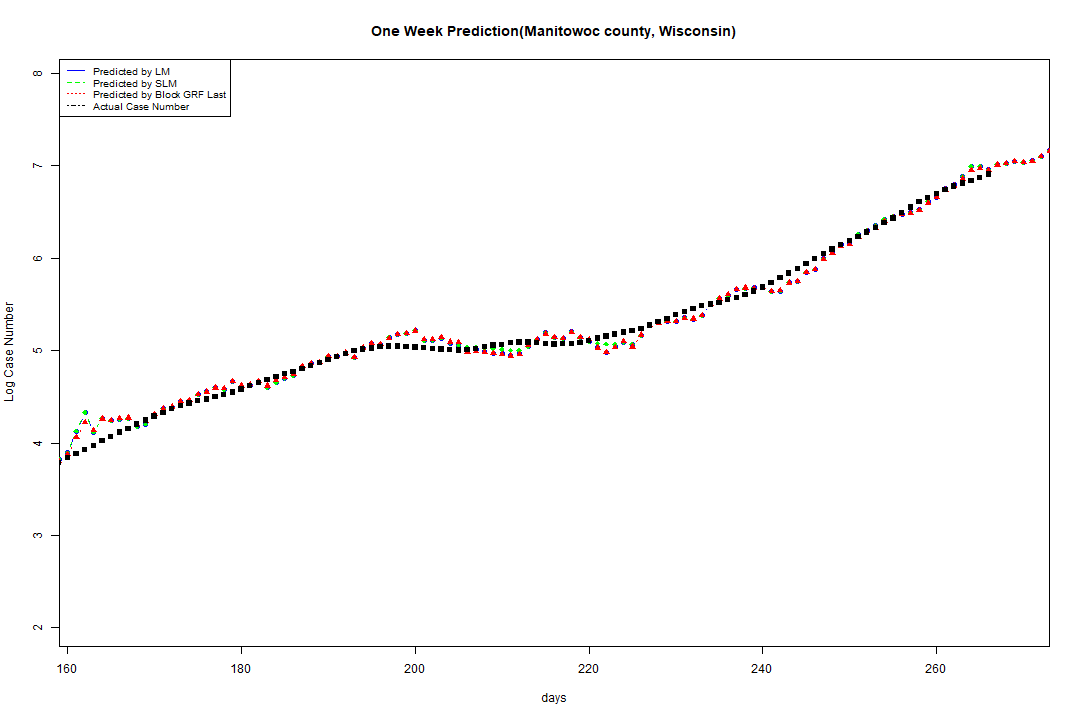 One Week Prediction(Manitowoc county, Wisconsin)
Predicted by LM
Predicted by SLM
Predicted by Block GRF Last
Actual Case Number
8
7
6
5
4
3
2
Log Case Number
160 180 200 220 240 260
days